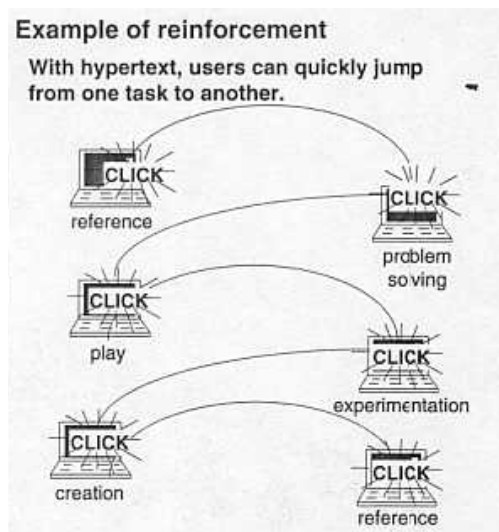 Example of reinforcement
With hypertext, users can quickly jump
from one task to another.
CLICK
reference
CLICK
problem
solving
CLICK
play
CLICK
experimentation
CLICK
creation
CLICK
reference